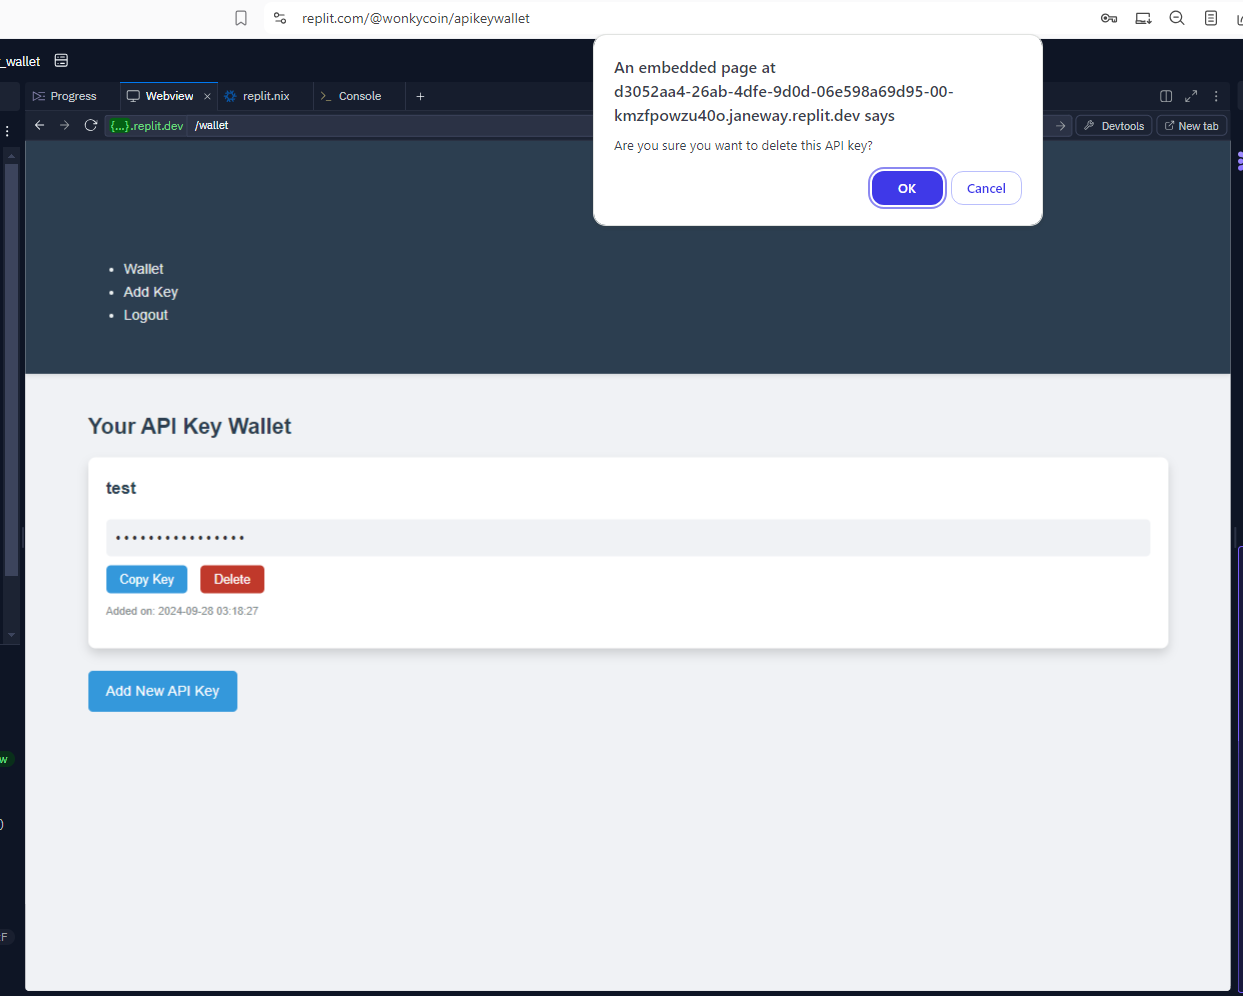 replit.com/@wonkycoin/apikeywallet
_wallet
An embedded page at
d3052aa4-26ab-4dfe-9d0d-06e598a69d95-00-
kmzfpowzu40o.janeway.replit.dev says
Are you sure you want to delete this API key?
OK
Cancel
Progress
Webview
replit.nix
Console
{...}.replit.dev /wallet
Devtools
New tab
Wallet
Add Key
Logout
Your API Key Wallet
test
••••••••••••••••
Copy Key
Delete
Added on: 2024-09-28 03:18:27
Add New API Key
w
)
F